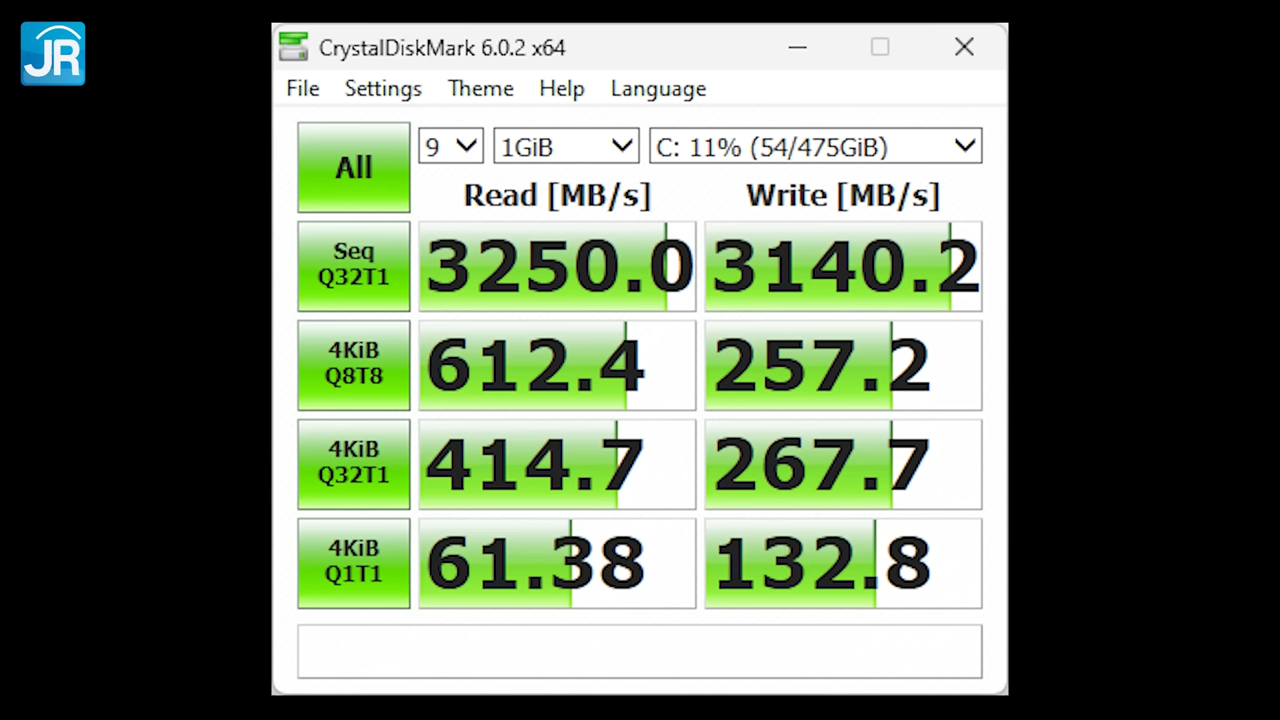 JR
CrystalDiskMark 6.0.2 x64
File Settings Theme Help Language
All 9 1GiB C: 11% (54/475GiB)
Read [MB/s] Write [MB/s]
Seq
Q32T1
3250.0 3140.2
4KiB
Q8T8
612.4 257.2
4KiB
Q32T1
414.7 267.7
4KiB
Q1T1
61.38 132.8